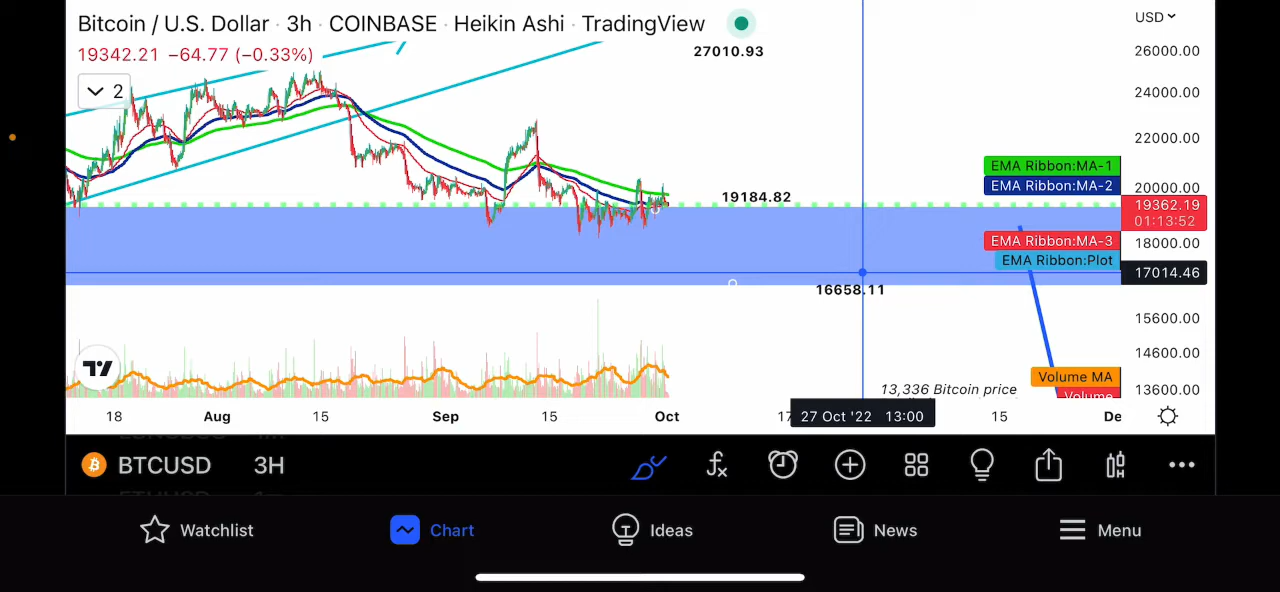 Bitcoin / U.S. Dollar · 3h · COINBASE · Heikin Ashi · TradingView
19342.21 −64.77 (−0.33%)
2
27010.93
19184.82
16658.11
13,336 Bitcoin price
USD
26000.00
24000.00
22000.00
20000.00
19362.19
01:13:52
18000.00
17014.46
15600.00
14600.00
13600.00
EMA Ribbon:MA-1
EMA Ribbon:MA-2
EMA Ribbon:MA-3
EMA Ribbon:Plot
Volume MA
Volume
18 Aug 15 Sep 15 Oct 17 27 Oct '22 13:00 15 De
BTCUSD 3H
Watchlist Chart Ideas News Menu